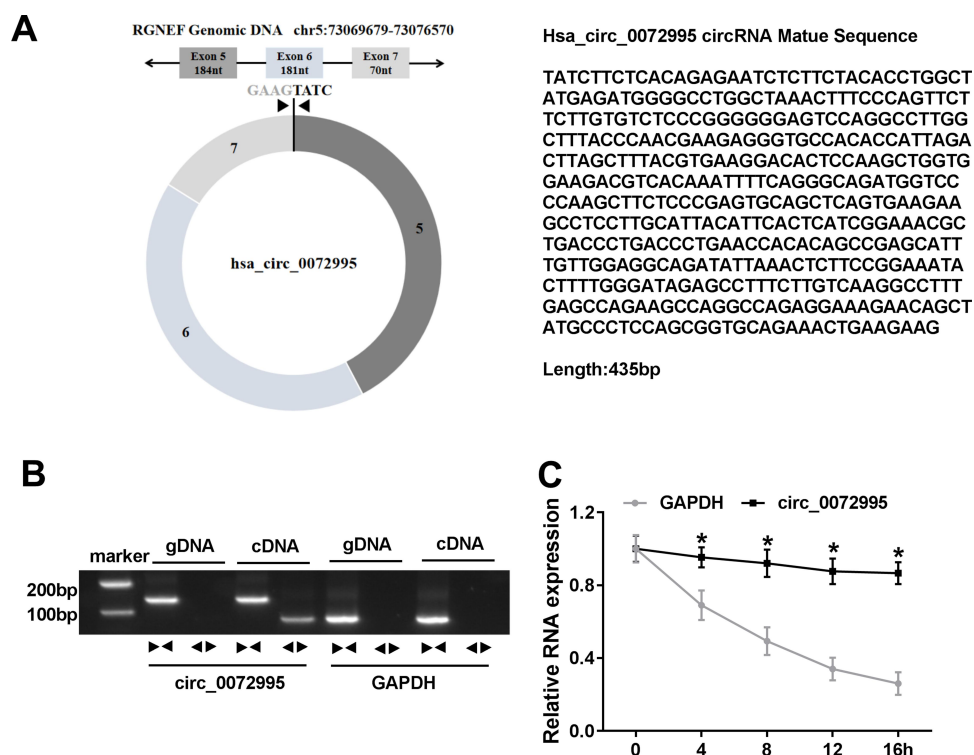 A
RGNEF Genomic DNA chr5:73069679-73076570
Exon 5
184nt
Exon 6
181nt
Exon 7
70nt
GAAGTATC
7
5
6
hsa_circ_0072995
Hsa_circ_0072995 circRNA Matue Sequence
TATCTTCTCACAGAGAATCTCTTCTACACCTGGCT
ATGAGATGGGGCCTGGCTAAACTTTCCCAGTTCT
TCTTGTGTCTCCCGGGGGGAGTCCAGGCCTTGG
CTTTACCCAACGAAGAGGGTGCCACACCATTAGA
CTTAGCTTTACGTGAAGGACACTCCAAGCTGGTG
GAAGACGTCACAAATTTTCAGGGCAGATGGTCC
CCAAGCTTCTCCCGAGTGCAGCTCAGTGAAGAA
GCCTCCTTGCATTACATTCACTCATCGGAAACGC
TGACCCTGACCCTGAACCACACAGCCGAGCATT
TGTTGGAGGCAGATATTAAACTCTTCCGGAAATA
CTTTTGGGATAGAGCCTTTCTTGTCAAGGCCTTT
GAGCCAGAAGCCAGGCCAGAGGAAAGAACAGCT
ATGCCCTCCAGCGGTGCAGAAACTGAAGAAG
Length:435bp
B
marker
gDNA
cDNA
gDNA
cDNA
200bp
100bp
circ_0072995
GAPDH
C
GAPDH
circ_0072995
Relative RNA expression
1.2
0.8
0.4
0.0
* * * *
0 4 8 12 16h